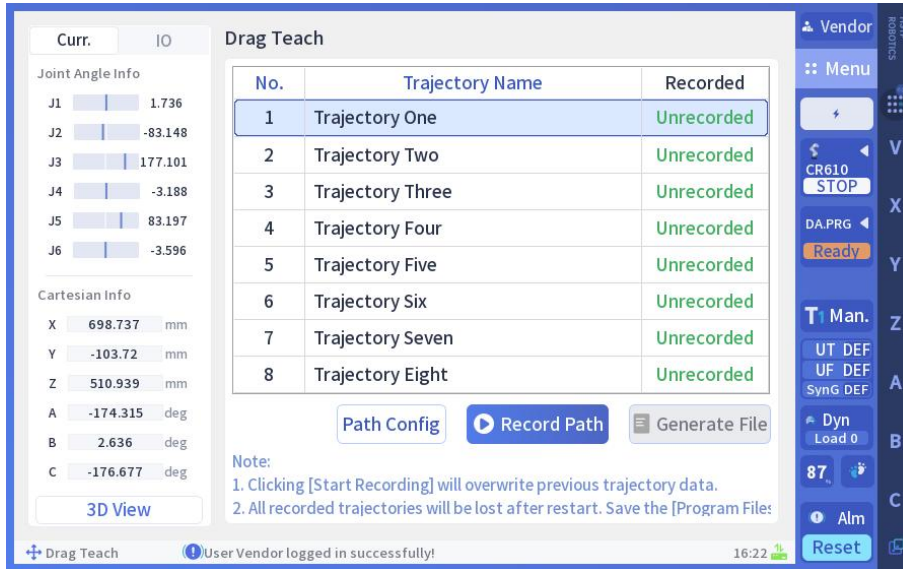 Curr. IO
Joint Angle Info
J1 1.736
J2 -83.148
J3 177.101
J4 -3.188
J5 83.197
J6 -3.596
Cartesian Info
X 698.737 mm
Y -103.72 mm
Z 510.939 mm
A -174.315 deg
B 2.636 deg
C -176.677 deg
3D View
Drag Teach
No. Trajectory Name Recorded
1 Trajectory One Unrecorded
2 Trajectory Two Unrecorded
3 Trajectory Three Unrecorded
4 Trajectory Four Unrecorded
5 Trajectory Five Unrecorded
6 Trajectory Six Unrecorded
7 Trajectory Seven Unrecorded
8 Trajectory Eight Unrecorded
Path Config Record Path Generate File
Note:
1. Clicking [Start Recording] will overwrite previous trajectory data.
2. All recorded trajectories will be lost after restart. Save the [Program Files
Drag Teach User Vendor logged in successfully! 16:22
Vendor
Menu
CR610
STOP
DA.PRG
Ready
T1 Man.
UT DEF
UF DEF
SynG DEF
Dyn
Load 0
87 %
Alm
Reset
ROBOTICS
V
X
Y
Z
A
B
C